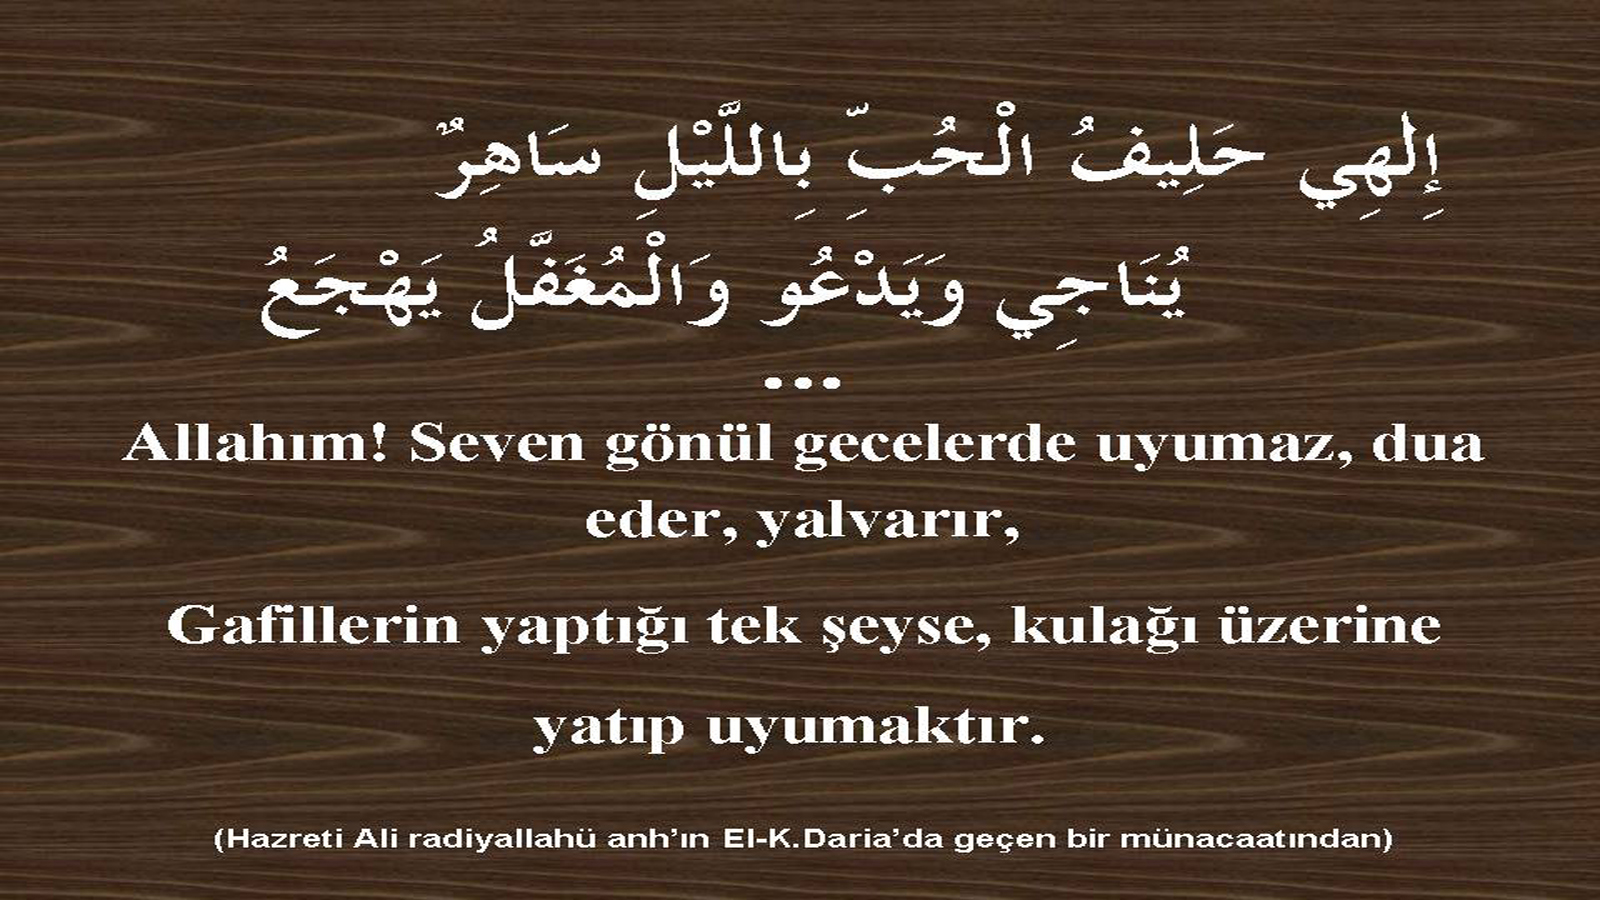 إِلٰهِي حَلِيفُ الْحُبِّ بِاللَّيْلِ سَاهِرٌ
يُنَاجِي وَيَدْعُو وَالْمُغَفَّلُ يَهْجَعُ
...
Allahım! Seven gönül gecelerde uyumaz, dua
eder, yalvarır,
Gafillerin yaptığı tek şeyse, kulağı üzerine
yatıp uyumaktır.
(Hazreti Ali radiyallahü anh’ın El-K.Daria’da geçen bir münacaatından)